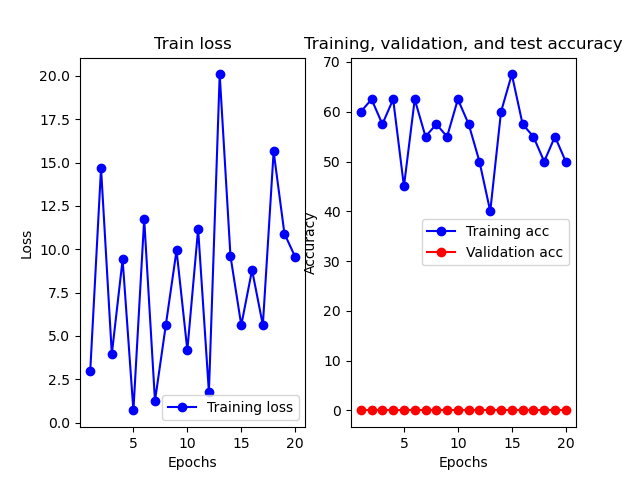 Train loss
Loss
20.0
17.5
15.0
12.5
10.0
7.5
5.0
2.5
0.0
Training loss
5
10
15
20
Epochs
Training, validation, and test accuracy
Accuracy
70
60
50
40
30
20
10
0
Training acc
Validation acc
5
10
15
20
Epochs